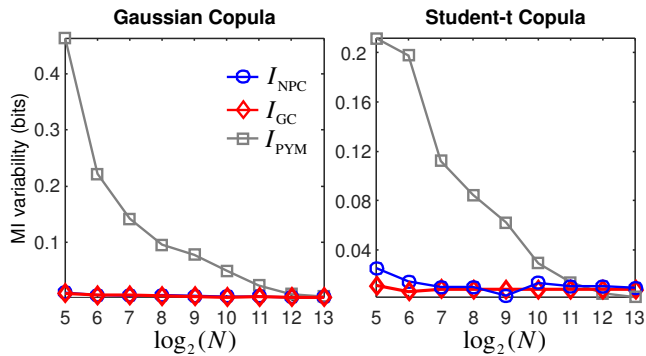 Gaussian Copula
Student-t Copula
MI variability (bits)
0.4
0.3
0.2
0.1
I_NPC
I_GC
I_PYM
5 6 7 8 9 10 11 12 13
log₂(N)
0.2
0.16
0.12
0.08
0.04
5 6 7 8 9 10 11 12 13
log₂(N)